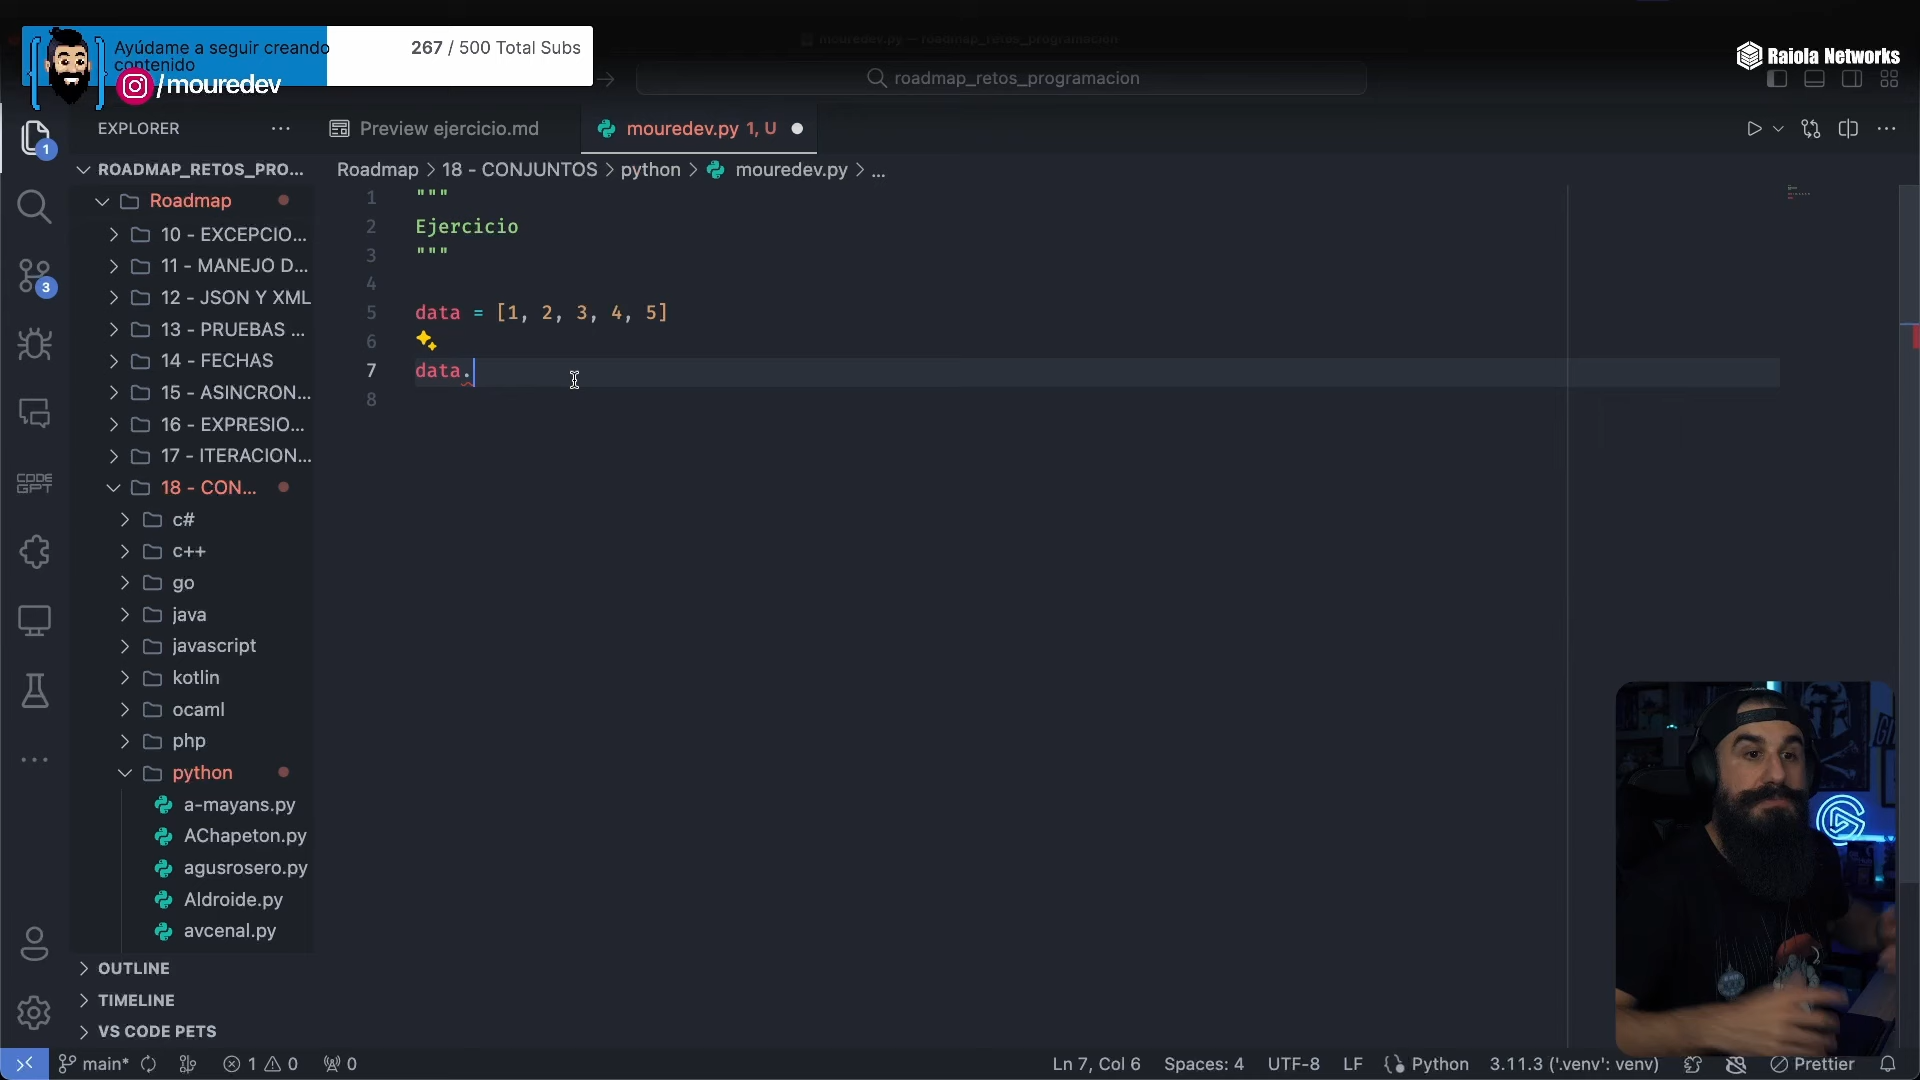 Ayúdame a seguir creando
contenido
267 / 500 Total Subs
/mouredev
roadmap_retos_programacion
Raiola Networks
EXPLORER
Preview ejercicio.md
mouredev.py 1, U
ROADMAP_RETOS_PRO...
Roadmap > 18 - CONJUNTOS > python > mouredev.py > ...
Roadmap
10 - EXCEPCIO...
11 - MANEJO D...
12 - JSON Y XML
13 - PRUEBAS ...
14 - FECHAS
15 - ASINCRON...
16 - EXPRESIO...
17 - ITERACION...
18 - CON...
c#
c++
go
java
javascript
kotlin
ocaml
php
python
a-mayans.py
AChapeton.py
agusrosero.py
Aldroide.py
avcenal.py
OUTLINE
TIMELINE
VS CODE PETS
1
3
CODE
GPT
1 """
2 Ejercicio
3 """
4
5 data = [1, 2, 3, 4, 5]
6
7 data.
8
main* 1 0 0
Ln 7, Col 6 Spaces: 4 UTF-8 LF Python 3.11.3 ('.venv': venv) Prettier